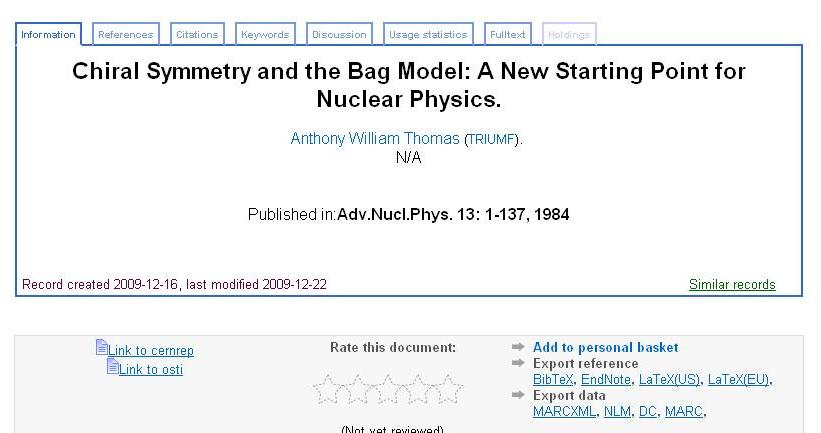 Information References Citations Keywords Discussion Usage statistics Fulltext Holdings
Chiral Symmetry and the Bag Model: A New Starting Point for
Nuclear Physics.
Anthony William Thomas (TRIUMF).
N/A
Published in:Adv.Nucl.Phys. 13: 1-137, 1984
Record created 2009-12-16, last modified 2009-12-22 Similar records
Link to cernrep
Link to osti
Rate this document:
(Not yet reviewed)
Add to personal basket
Export reference
BibTeX, EndNote, LaTeX(US), LaTeX(EU),
Export data
MARCXML, NLM, DC, MARC,